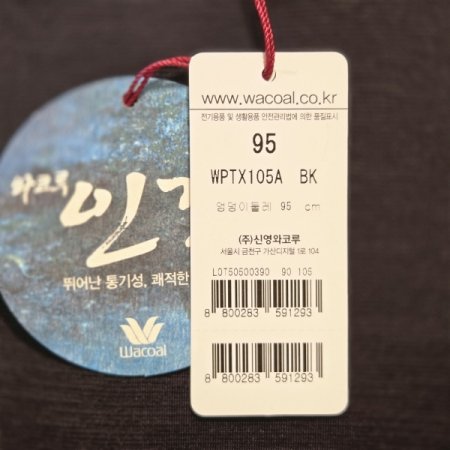 와코루
인
뛰어난 통기성, 쾌적한
Wacoal
www.wacoal.co.kr
전기용품 및 생활용품 안전관리법에 의한 품질표시
95
WPTX105A BK
엉덩이둘레 95 cm
(주)신영와코루
서울시 금천구 가산디지털 1로 104
LOT50500390 90 105
8 800283 591293
8 800283 591293